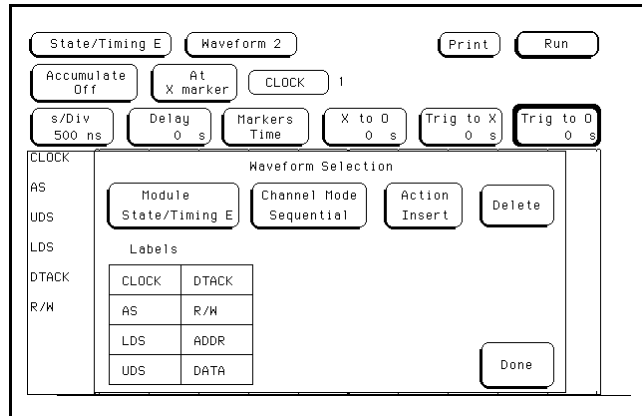 State/Timing E Waveform 2 Print Run
Accumulate Off At X marker CLOCK 1
s/Div 500 ns Delay 0 s Markers Time X to O 0 s Trig to X 0 s Trig to O 0 s
CLOCK
AS
UDS
LDS
DTACK
R/W
Waveform Selection
Module State/Timing E Channel Mode Sequential Action Insert Delete
Labels
CLOCK DTACK
AS R/W
LDS ADDR
UDS DATA
Done